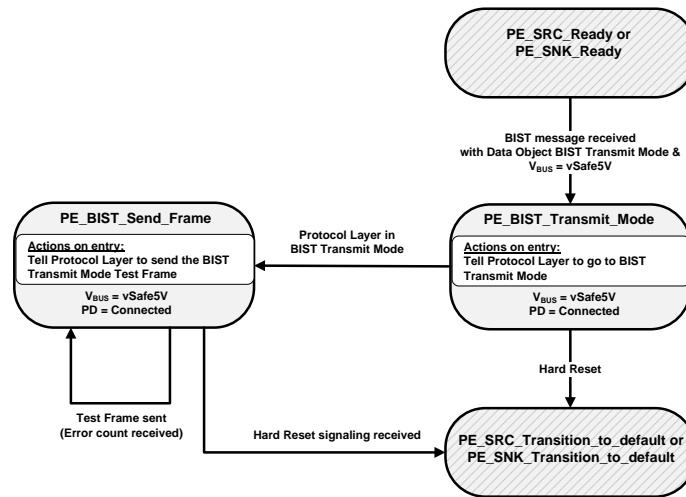 PE_SRC_Ready or
PE_SNK_Ready
BIST message received
with Data Object BIST Transmit Mode &
VBUS = vSafe5V
PE_BIST_Send_Frame
Actions on entry:
Tell Protocol Layer to send the BIST
Transmit Mode Test Frame
VBUS = vSafe5V
PD = Connected
Protocol Layer in
BIST Transmit Mode
PE_BIST_Transmit_Mode
Actions on entry:
Tell Protocol Layer to go to BIST
Transmit Mode
VBUS = vSafe5V
PD = Connected
Hard Reset
Test Frame sent
(Error count received)
Hard Reset signaling received
PE_SRC_Transition_to_default or
PE_SNK_Transition_to_default